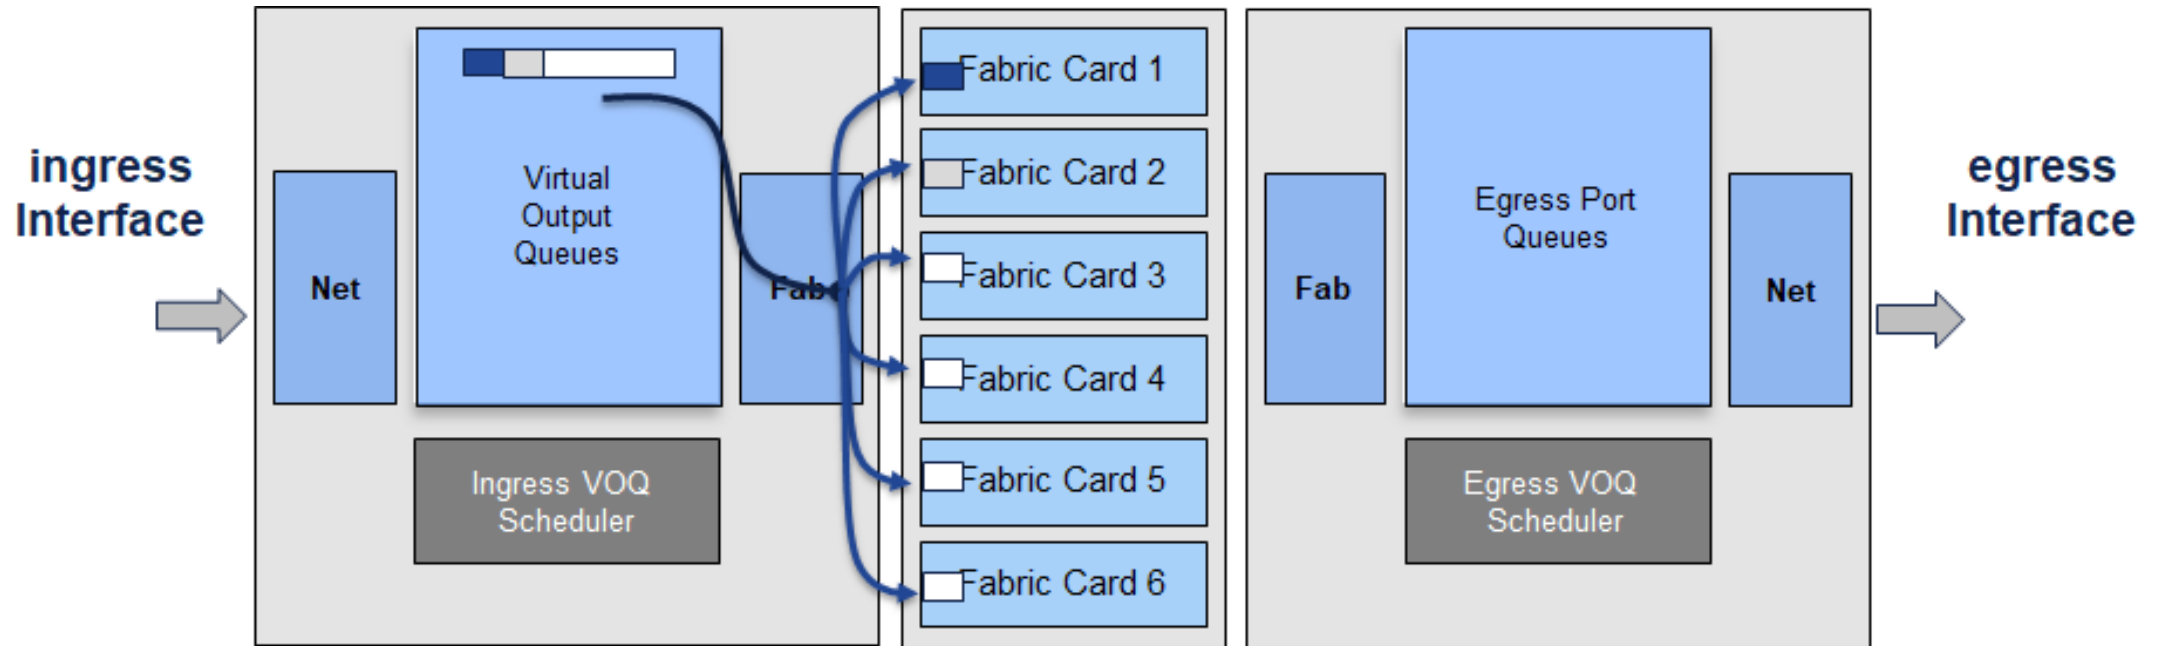 ingress
Interface
Net
Virtual
Output
Queues
Fab
Ingress VOQ
Scheduler
Fabric Card 1
Fabric Card 2
Fabric Card 3
Fabric Card 4
Fabric Card 5
Fabric Card 6
Fab
Egress Port
Queues
Net
Egress VOQ
Scheduler
egress
Interface